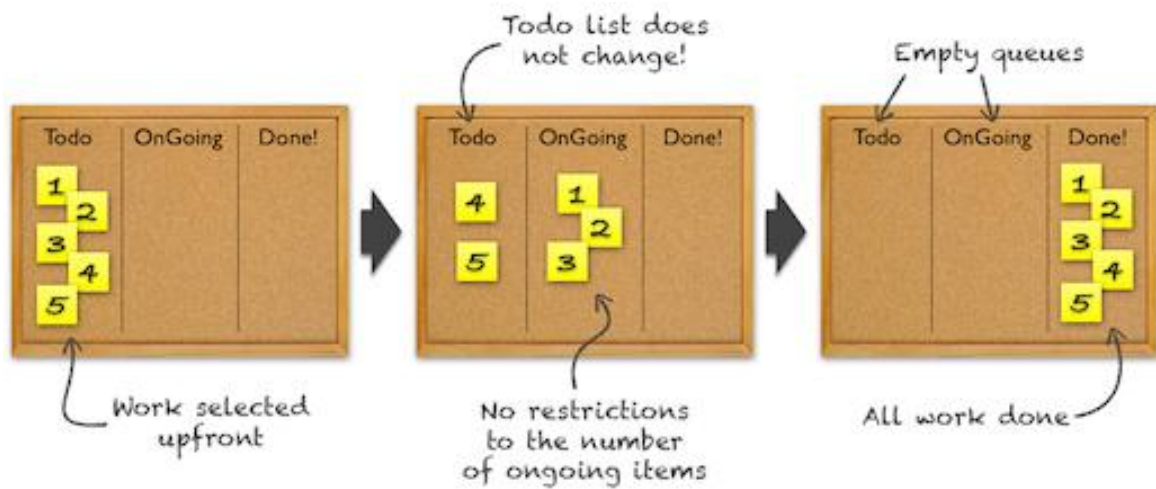 Todo list does
not change!
Empty queues
Todo OnGoing Done!
1
2
3
4
5
Todo OnGoing Done!
4
5
1
2
3
Todo OnGoing Done!
1
2
3
4
5
Work selected
upfront
No restrictions
to the number
of ongoing items
All work done